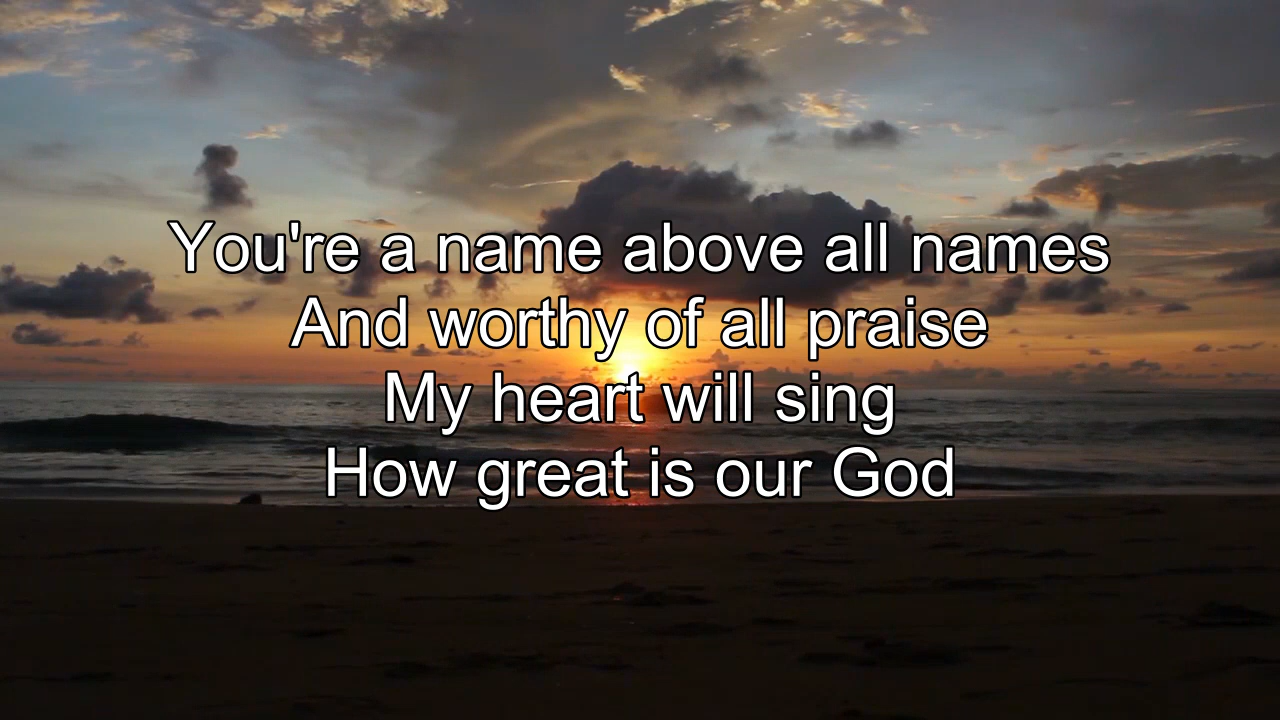 You're a name above all names
And worthy of all praise
My heart will sing
How great is our God